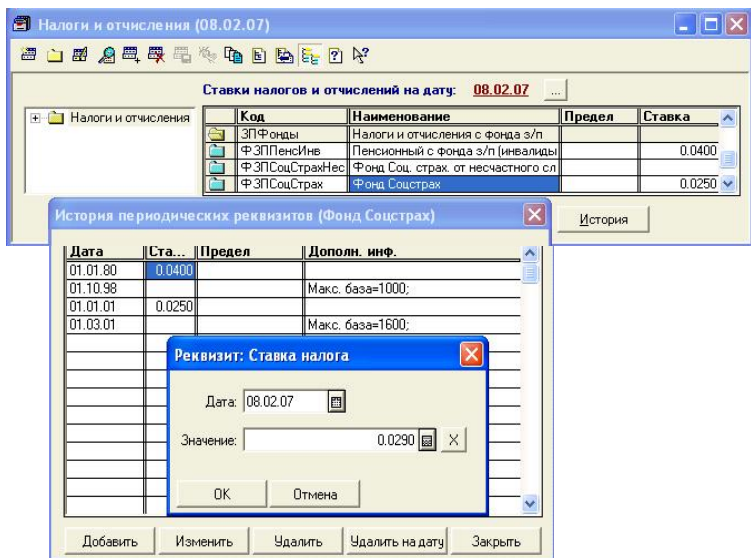 Налоги и отчисления (08.02.07)
Ставки налогов и отчислений на дату: 08.02.07 ...
Налоги и отчисления
Код Наименование Предел Ставка
ЗПФонды Налоги и отчисления с фонда з/п
ФЗППенсИнв Пенсионный с фонда з/п (инвалиды 0.0400
ФЗПСоцСтрахНес Фонд Соц. страх. от несчастного сл
ФЗПСоцСтрах Фонд Соцстрах 0.0250
История
История периодических реквизитов (Фонд Соцстрах)
Дата Ста... Предел Дополн. инф.
01.01.80 0.0400
01.10.98 Макс. база=1000;
01.01.01 0.0250
01.03.01 Макс. база=1600;
Реквизит: Ставка налога
Дата: 08.02.07
Значение: 0.0290 X
OK Отмена
Добавить Изменить Удалить Удалить на дату Закрыть